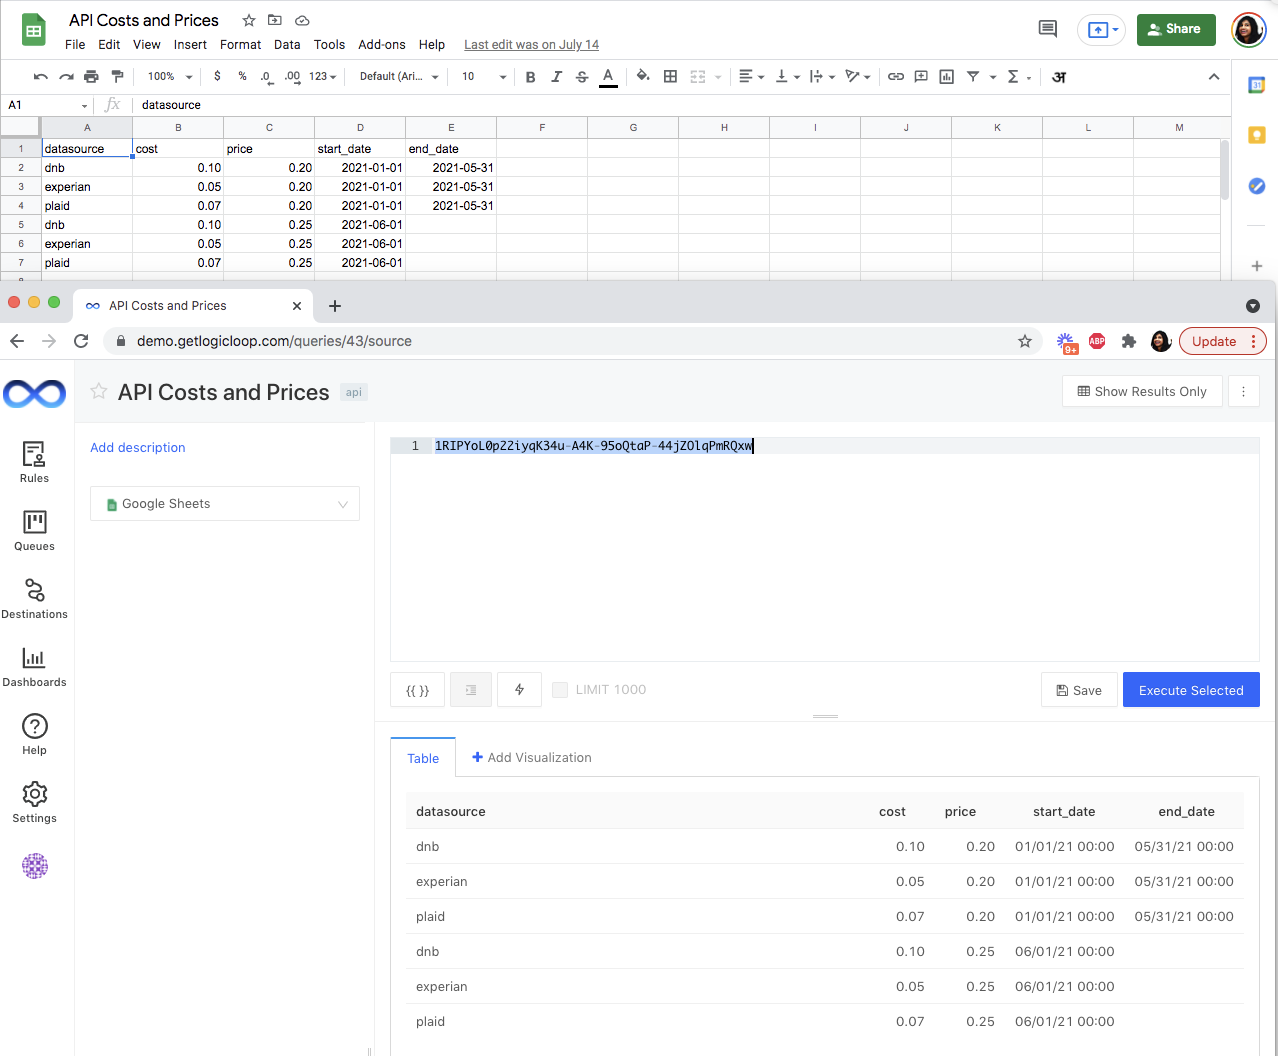 API Costs and Prices
File Edit View Insert Format Data Tools Add-ons Help Last edit was on July 14
Share
100% $ % .0 .00 123 Default (Ari... 10 B I S A Σ अ
31
A1 fx datasource
A B C D E F G H I J K L M
1 datasource cost price start_date end_date
2 dnb 0.10 0.20 2021-01-01 2021-05-31
3 experian 0.05 0.20 2021-01-01 2021-05-31
4 plaid 0.07 0.20 2021-01-01 2021-05-31
5 dnb 0.10 0.25 2021-06-01
6 experian 0.05 0.25 2021-06-01
7 plaid 0.07 0.25 2021-06-01
API Costs and Prices
demo.getlogicloop.com/queries/43/source
9+ ABP Update
API Costs and Prices api
Show Results Only
Add description
Google Sheets
1 1RIPYoL0p2ZiyqK34u-A4K-95oQtaP-44jZOlqPmRQxw
Rules
Queues
Destinations
Dashboards
Help
Settings
{{ }} LIMIT 1000 Save Execute Selected
Table + Add Visualization
datasource cost price start_date end_date
dnb 0.10 0.20 01/01/21 00:00 05/31/21 00:00
experian 0.05 0.20 01/01/21 00:00 05/31/21 00:00
plaid 0.07 0.20 01/01/21 00:00 05/31/21 00:00
dnb 0.10 0.25 06/01/21 00:00
experian 0.05 0.25 06/01/21 00:00
plaid 0.07 0.25 06/01/21 00:00